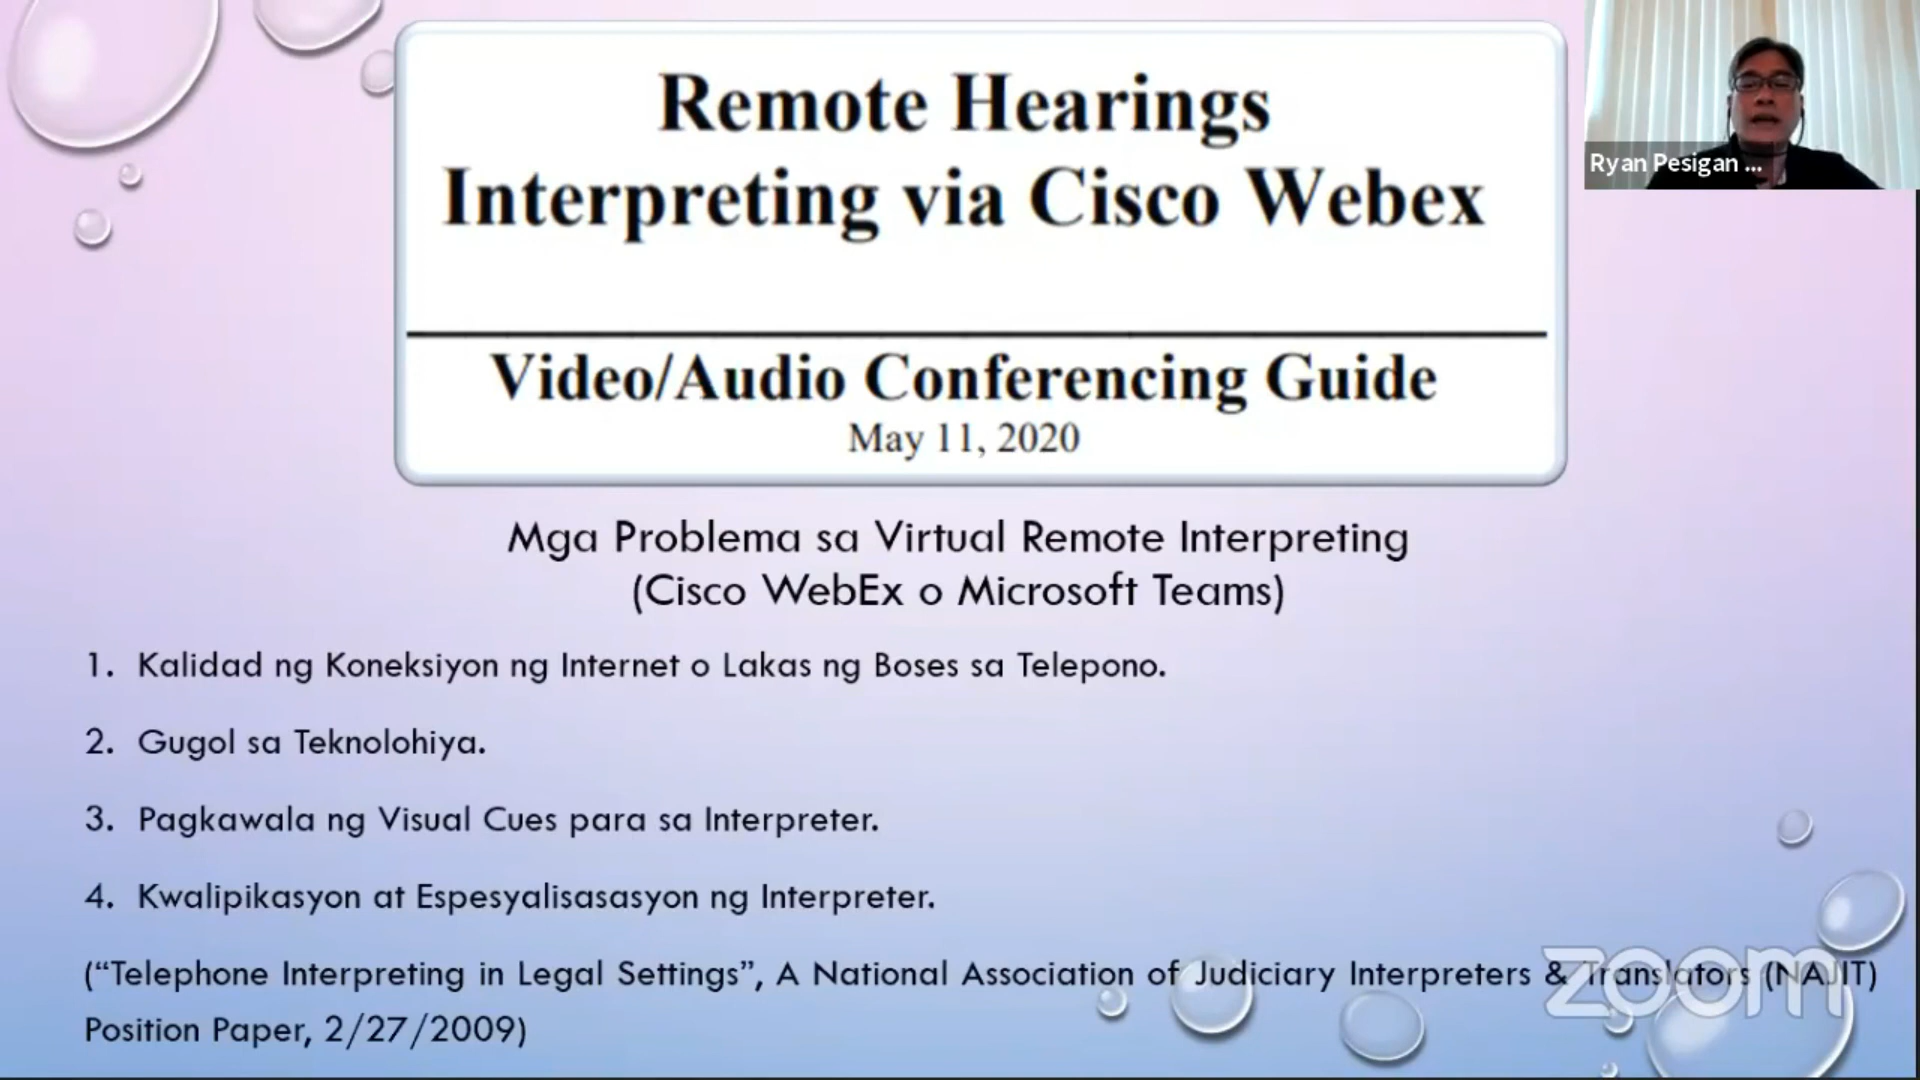 Remote Hearings
Interpreting via Cisco Webex
Video/Audio Conferencing Guide
May 11, 2020
Ryan Pesigan ...
Mga Problema sa Virtual Remote Interpreting
(Cisco WebEx o Microsoft Teams)
1. Kalidad ng Koneksiyon ng Internet o Lakas ng Boses sa Telepono.
2. Gugol sa Teknolohiya.
3. Pagkawala ng Visual Cues para sa Interpreter.
4. Kwalipikasyon at Espesyalisasasyon ng Interpreter.
(“Telephone Interpreting in Legal Settings”, A National Association of Judiciary Interpreters & Translators (NAJIT)
Position Paper, 2/27/2009)
zoom